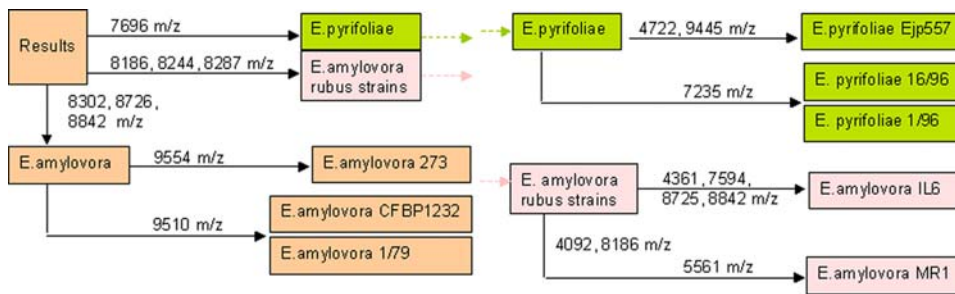 Results
7696 m/z
E.pyrifoliae
8186, 8244, 8287 m/z
E.amylovora
rubus strains
8302, 8726,
8842 m/z
E.amylovora
9554 m/z
E.amylovora 273
9510 m/z
E.amylovora CFBP1232
E.amylovora 1/79
E.pyrifoliae
4722, 9445 m/z
E.pyrifoliae Ejp557
7235 m/z
E. pyrifoliae 16/96
E. pyrifoliae 1/96
E. amylovora
rubus strains
4361, 7594,
8725, 8842 m/z
E.amylovora IL6
4092, 8186 m/z
5561 m/z
E.amylovora MR1